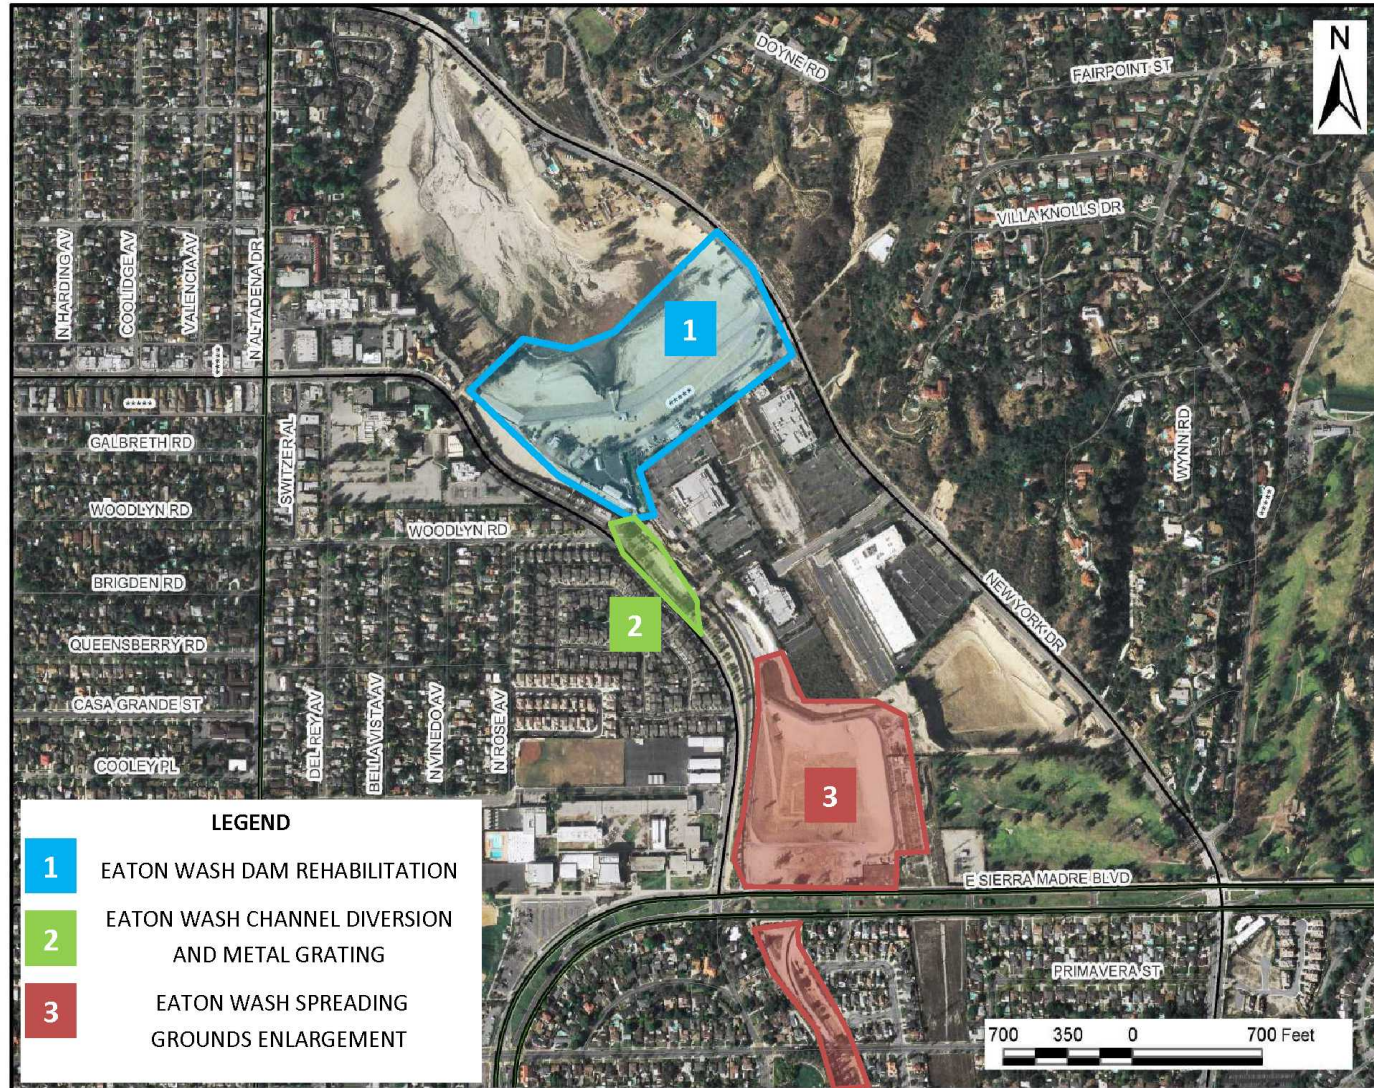 N
DOYNE RD
FAIRPOINT ST
VILLA KNOLLS DR
N HARDING AV
COOLIDGE AV
VALENCIA AV
N ALTADENA DR
1
*****
*****
*****
GALBRETH RD
SWITZER AL
WYNN RD
*****
WOODLYN RD
WOODLYN RD
BRIGDEN RD
NEW YORK DR
2
QUEENSBERRY RD
CASA GRANDE ST
DEL REY AV
BELLA VISTA AV
N VINEDO AV
N ROSE AV
COOLEY PL
3
E SIERRA MADRE BLVD
PRIMAVERA ST
LEGEND
1 EATON WASH DAM REHABILITATION
2 EATON WASH CHANNEL DIVERSION
AND METAL GRATING
3 EATON WASH SPREADING
GROUNDS ENLARGEMENT
700 350 0 700 Feet